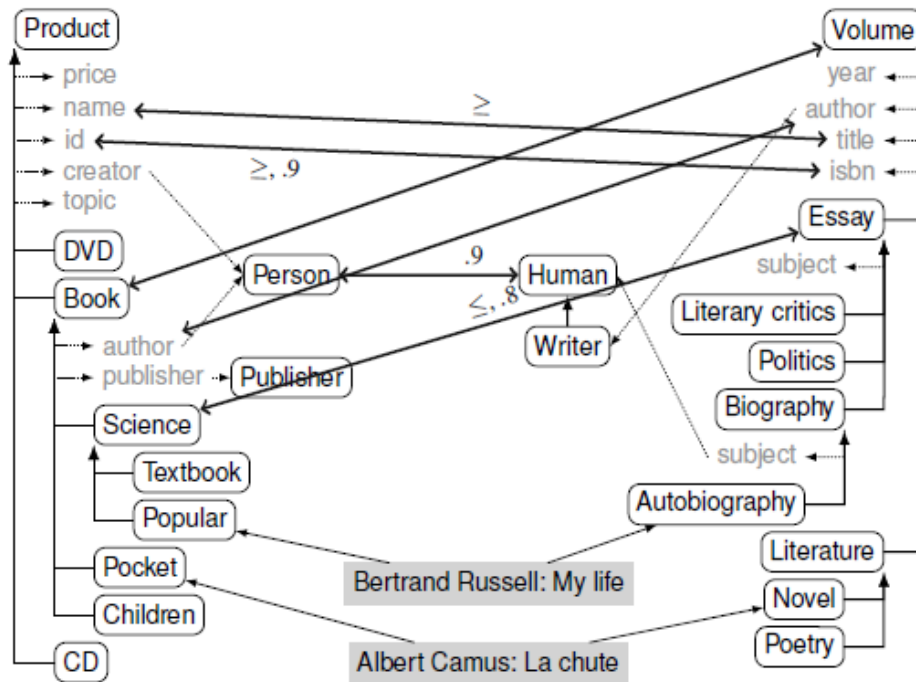 Product Volume
price year
name ≥ author
id title
creator ≥, .9 isbn
topic Essay
DVD .9 subject
Person Human
Book ≤, .8 Literary critics
author Writer
publisher Publisher Politics
Science Biography
Textbook subject
Popular Autobiography
Pocket Literature
Bertrand Russell: My life
Children Novel
CD Albert Camus: La chute Poetry